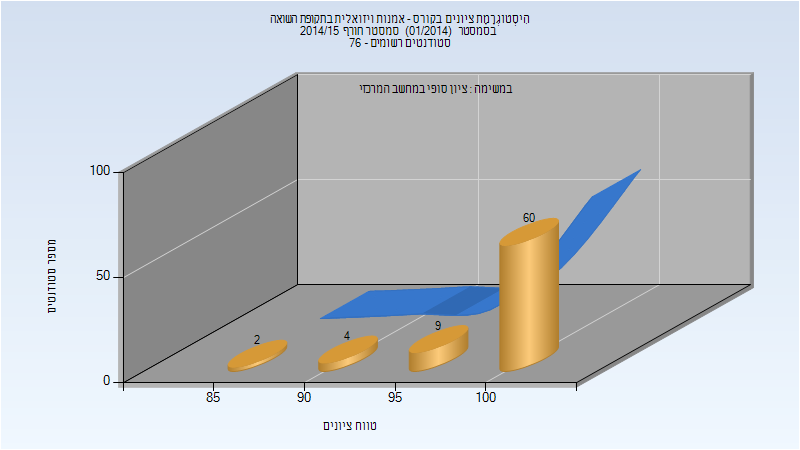 היסטוגרמת ציונים בקורס - אמנות ויזואלית בתקופת השואה
בסמסטר (01/2014) סמסטר חורף 2014/15
סטודנטים רשומים - 76
במשימה : ציון סופי במחשב המרכזי
מספר סטודנטים
100
50
0
2
4
9
60
85
90
95
100
טווח ציונים